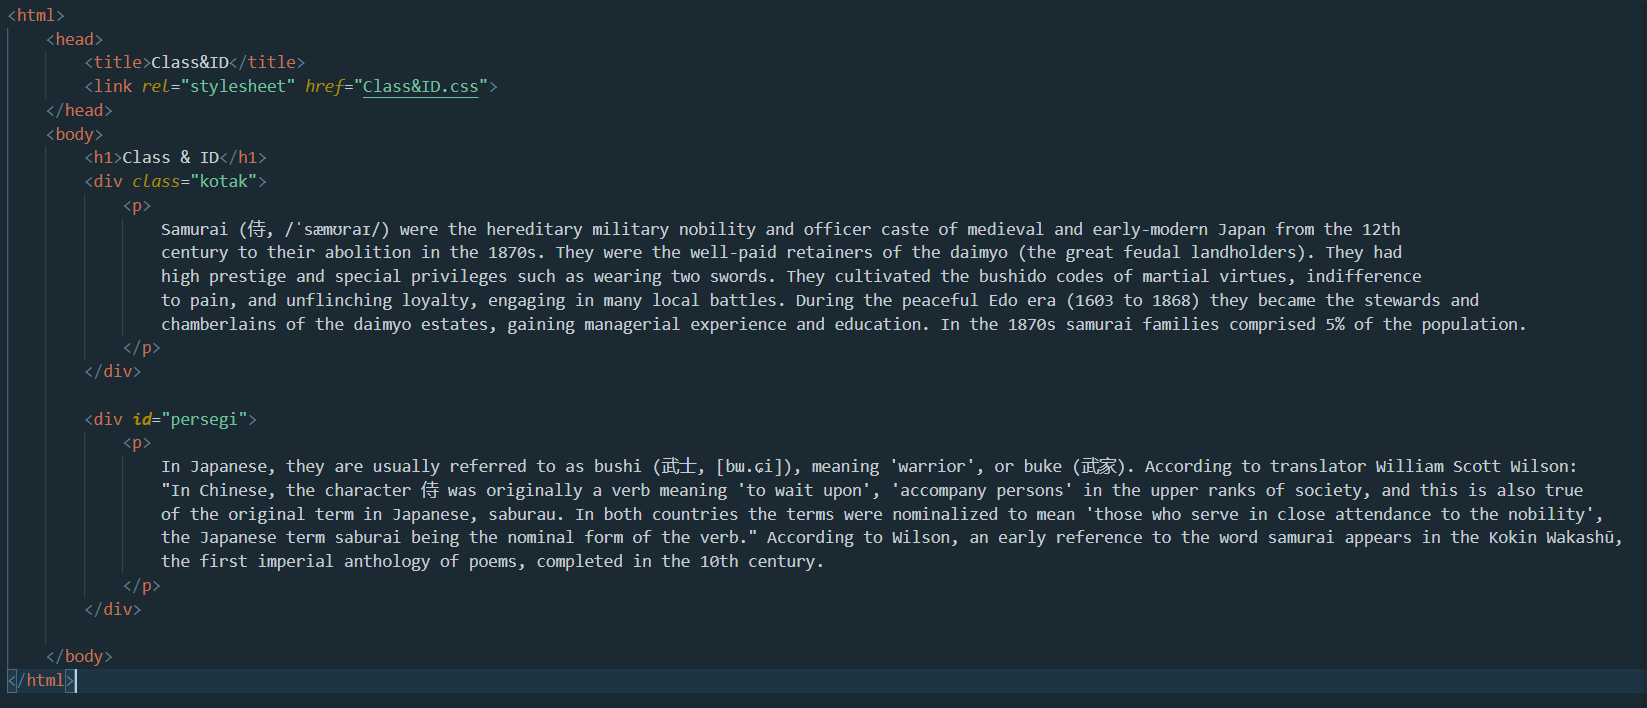 <html>
<head>
<title>Class&ID</title>
<link rel="stylesheet" href="Class&ID.css">
</head>
<body>
<h1>Class & ID</h1>
<div class="kotak">
<p>
Samurai (侍, /ˈsæmʊraɪ/) were the hereditary military nobility and officer caste of medieval and early-modern Japan from the 12th
century to their abolition in the 1870s. They were the well-paid retainers of the daimyo (the great feudal landholders). They had
high prestige and special privileges such as wearing two swords. They cultivated the bushido codes of martial virtues, indifference
to pain, and unflinching loyalty, engaging in many local battles. During the peaceful Edo era (1603 to 1868) they became the stewards and
chamberlains of the daimyo estates, gaining managerial experience and education. In the 1870s samurai families comprised 5% of the population.
</p>
</div>
<div id="persegi">
<p>
In Japanese, they are usually referred to as bushi (武士, [bɯ.ɕi]), meaning 'warrior', or buke (武家). According to translator William Scott Wilson:
"In Chinese, the character 侍 was originally a verb meaning 'to wait upon', 'accompany persons' in the upper ranks of society, and this is also true
of the original term in Japanese, saburau. In both countries the terms were nominalized to mean 'those who serve in close attendance to the nobility',
the Japanese term saburai being the nominal form of the verb." According to Wilson, an early reference to the word samurai appears in the Kokin Wakashū,
the first imperial anthology of poems, completed in the 10th century.
</p>
</div>
</body>
</html>